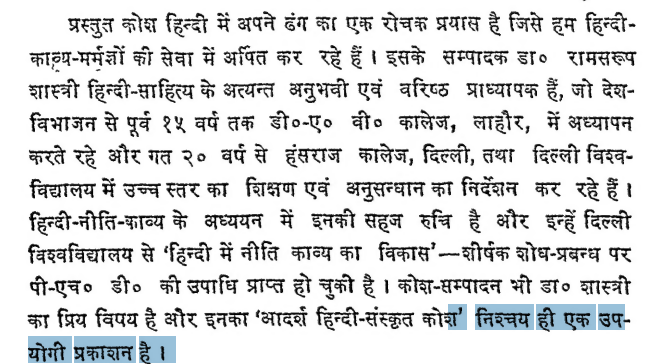 प्रस्तुत कोश हिन्दी में अपने ढंग का एक रोचक प्रयास है जिसे हम हिन्दी-
काव्य-मर्मज्ञों की सेवा में अर्पित कर रहे हैं । इसके सम्पादक डा० रामसरूप
शास्त्री हिन्दी-साहित्य के अत्यन्त अनुभवी एवं वरिष्ठ प्राध्यापक हैं, जो देश-
विभाजन से पूर्व १५ वर्ष तक डी०-ए० वी० कालेज, लाहौर, में अध्यापन
करते रहे और गत २० वर्ष से हंसराज कालेज, दिल्ली, तथा दिल्ली विश्व-
विद्यालय में उच्च स्तर का शिक्षण एवं अनुसन्धान का निर्देशन कर रहे हैं ।
हिन्दी-नीति-काव्य के अध्ययन में इनकी सहज रुचि है और इन्हें दिल्ली
विश्वविद्यालय से ‘हिन्दी में नीति काव्य का विकास’—शीर्षक शोध-प्रबन्ध पर
पी-एच० डी० की उपाधि प्राप्त हो चुकी है । कोश-सम्पादन भी डा० शास्त्री
का प्रिय विषय है और इनका ‘आदर्श हिन्दी-संस्कृत कोश’ निश्चय ही एक उप-
योगी प्रकाशन है ।